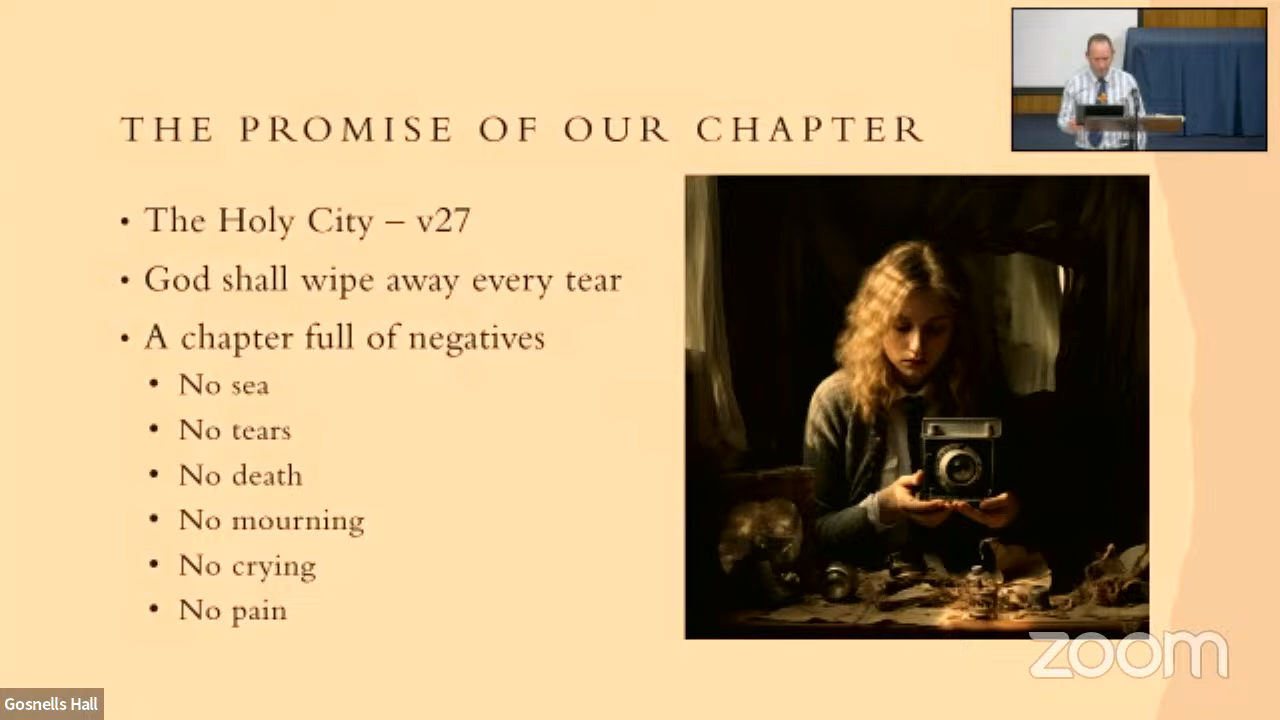 THE PROMISE OF OUR CHAPTER
• The Holy City – v27
• God shall wipe away every tear
• A chapter full of negatives
• No sea
• No tears
• No death
• No mourning
• No crying
• No pain
zoom
Gosnells Hall